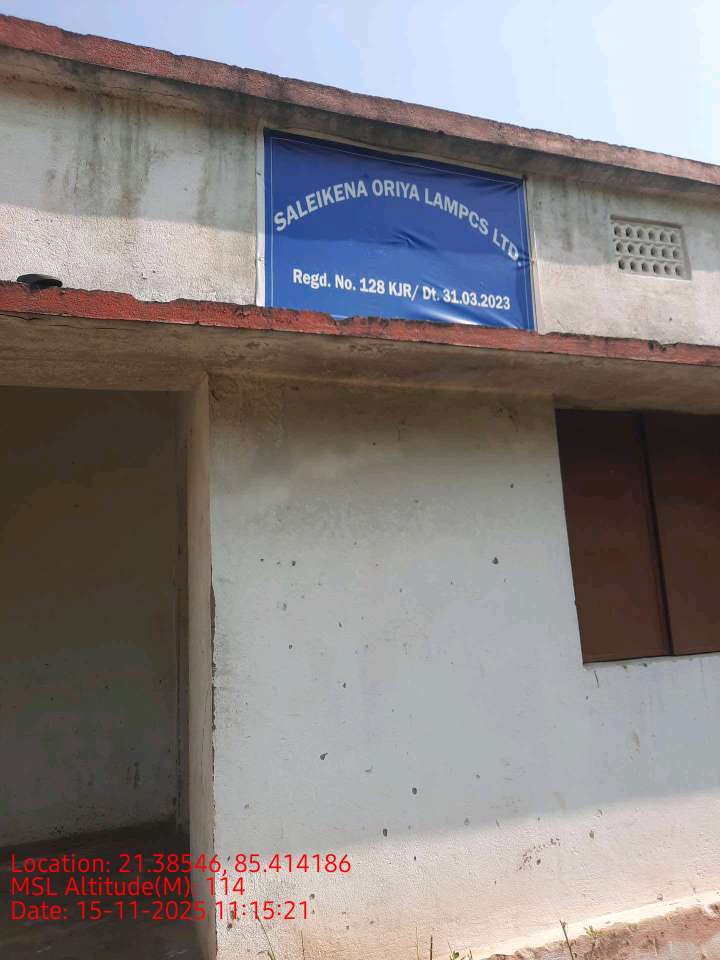 SALEIKENA ORIYA LAMPCS LTD.
Regd. No. 128 KJR/ Dt. 31.03.2023
Location: 21.38546, 85.414186
MSL Altitude(M): 114
Date: 15-11-2025 11:15:21